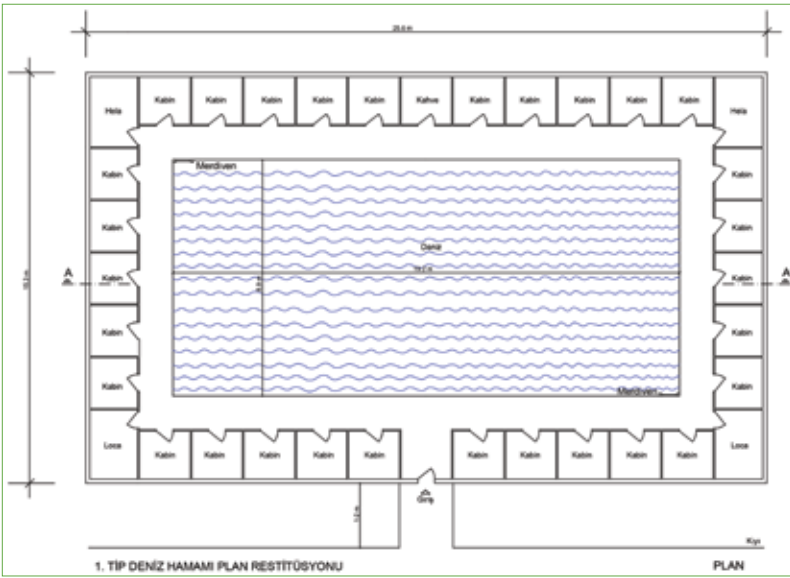 Hela Kabin Kabin Kabin Kabin Kabin Kahve Kabin Kabin Kabin Kabin Kabin Hela
Merdiven
Kabin Kabin
Kabin Kabin
Deniz
A Kabin Kabin A
Kabin Kabin
Kabin Kabin
Merdiven
Loca Kabin Kabin Kabin Kabin Kabin Kabin Kabin Kabin Kabin Kabin Loca
Giriş
Kıyı
1. TİP DENİZ HAMAMI PLAN RESTİTÜSYONU PLAN